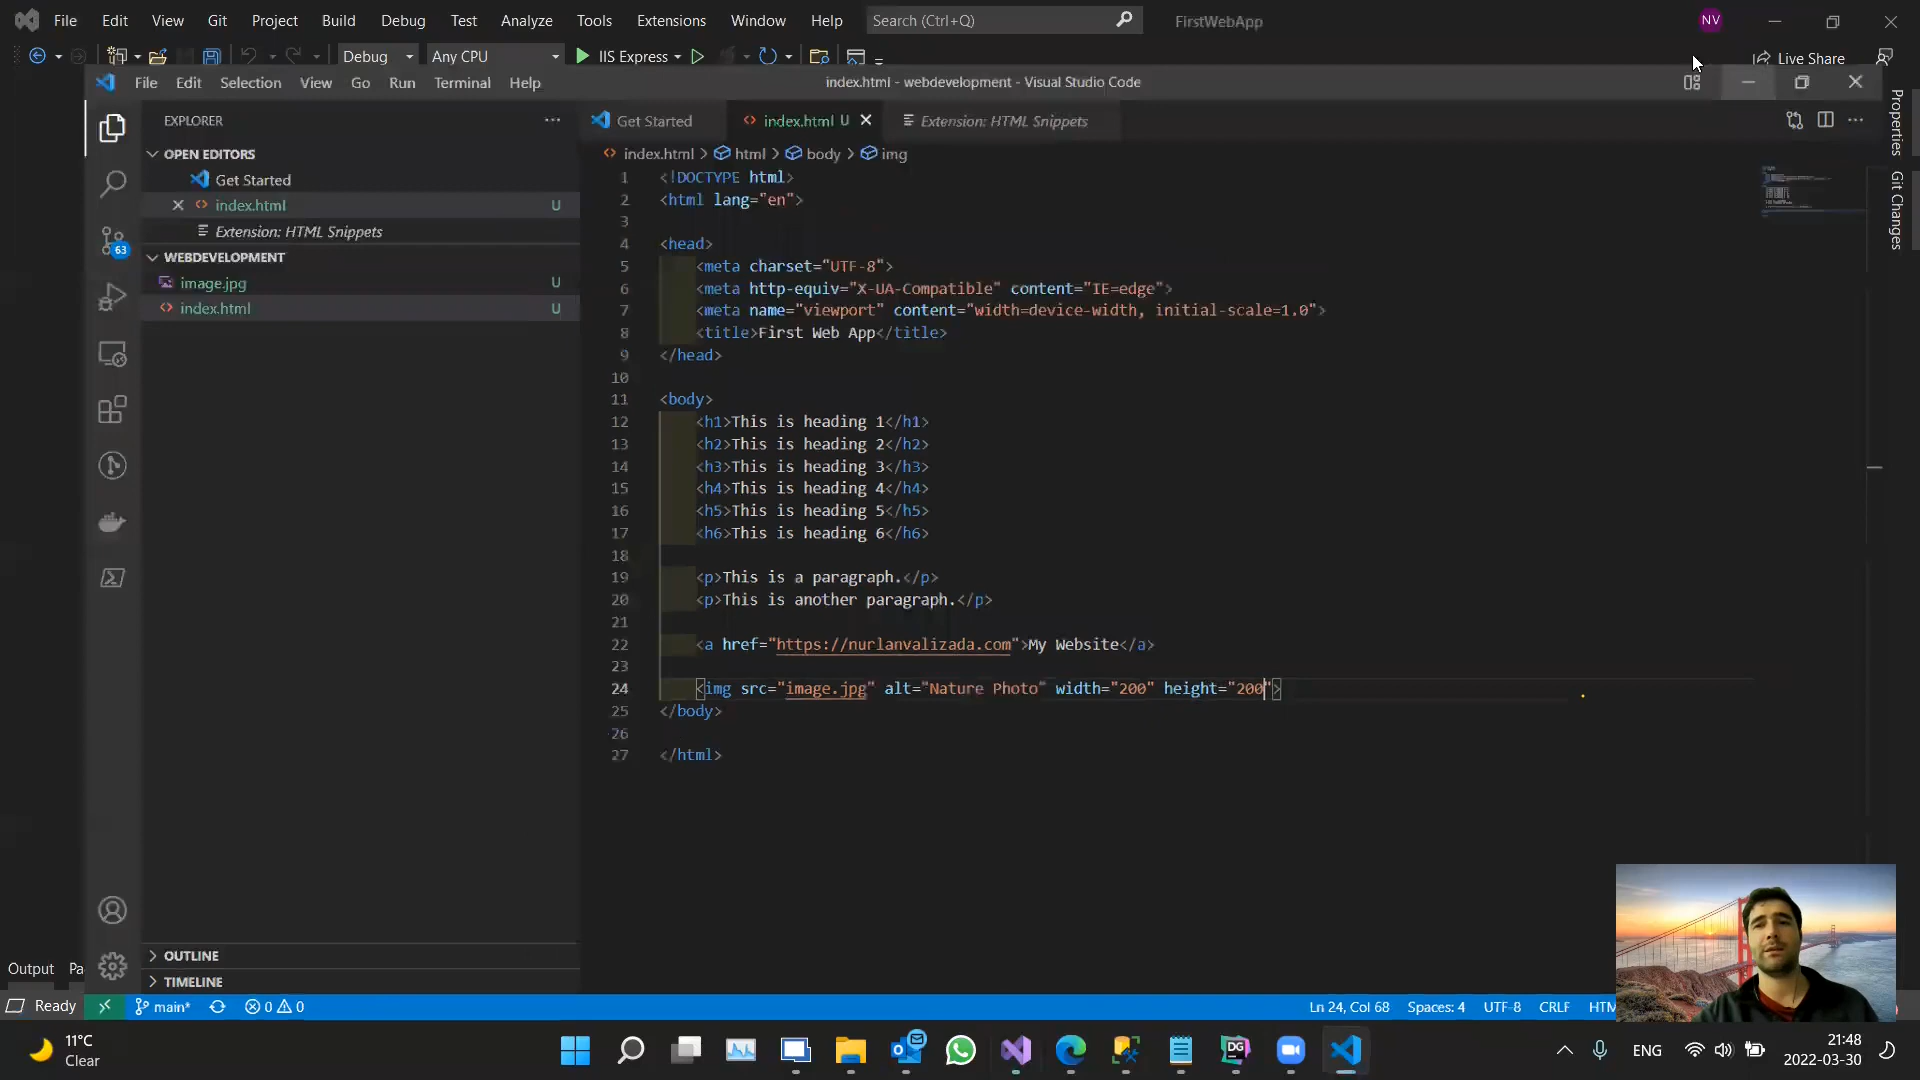 File Edit View Git Project Build Debug Test Analyze Tools Extensions Window Help Search (Ctrl+Q) FirstWebApp NV
Debug Any CPU IIS Express Live Share
File Edit Selection View Go Run Terminal Help index.html - webdevelopment - Visual Studio Code
EXPLORER
Get Started index.html U Extension: HTML Snippets
OPEN EDITORS
Get Started
index.html U
Extension: HTML Snippets
WEBDEVELOPMENT
image.jpg U
index.html U
63
OUTLINE
TIMELINE
index.html > html > body > img
1 <!DOCTYPE html>
2 <html lang="en">
3
4 <head>
5 <meta charset="UTF-8">
6 <meta http-equiv="X-UA-Compatible" content="IE=edge">
7 <meta name="viewport" content="width=device-width, initial-scale=1.0">
8 <title>First Web App</title>
9 </head>
10
11 <body>
12 <h1>This is heading 1</h1>
13 <h2>This is heading 2</h2>
14 <h3>This is heading 3</h3>
15 <h4>This is heading 4</h4>
16 <h5>This is heading 5</h5>
17 <h6>This is heading 6</h6>
18
19 <p>This is a paragraph.</p>
20 <p>This is another paragraph.</p>
21
22 <a href="https://nurlanvalizada.com">My Website</a>
23
24 <img src="image.jpg" alt="Nature Photo" width="200" height="200">
25 </body>
26
27 </html>
Properties
Git Changes
Output Pa
Ready main* 0 0 Ln 24, Col 68 Spaces: 4 UTF-8 CRLF HTM
11°C
Clear
DG
ENG
21:48
2022-03-30